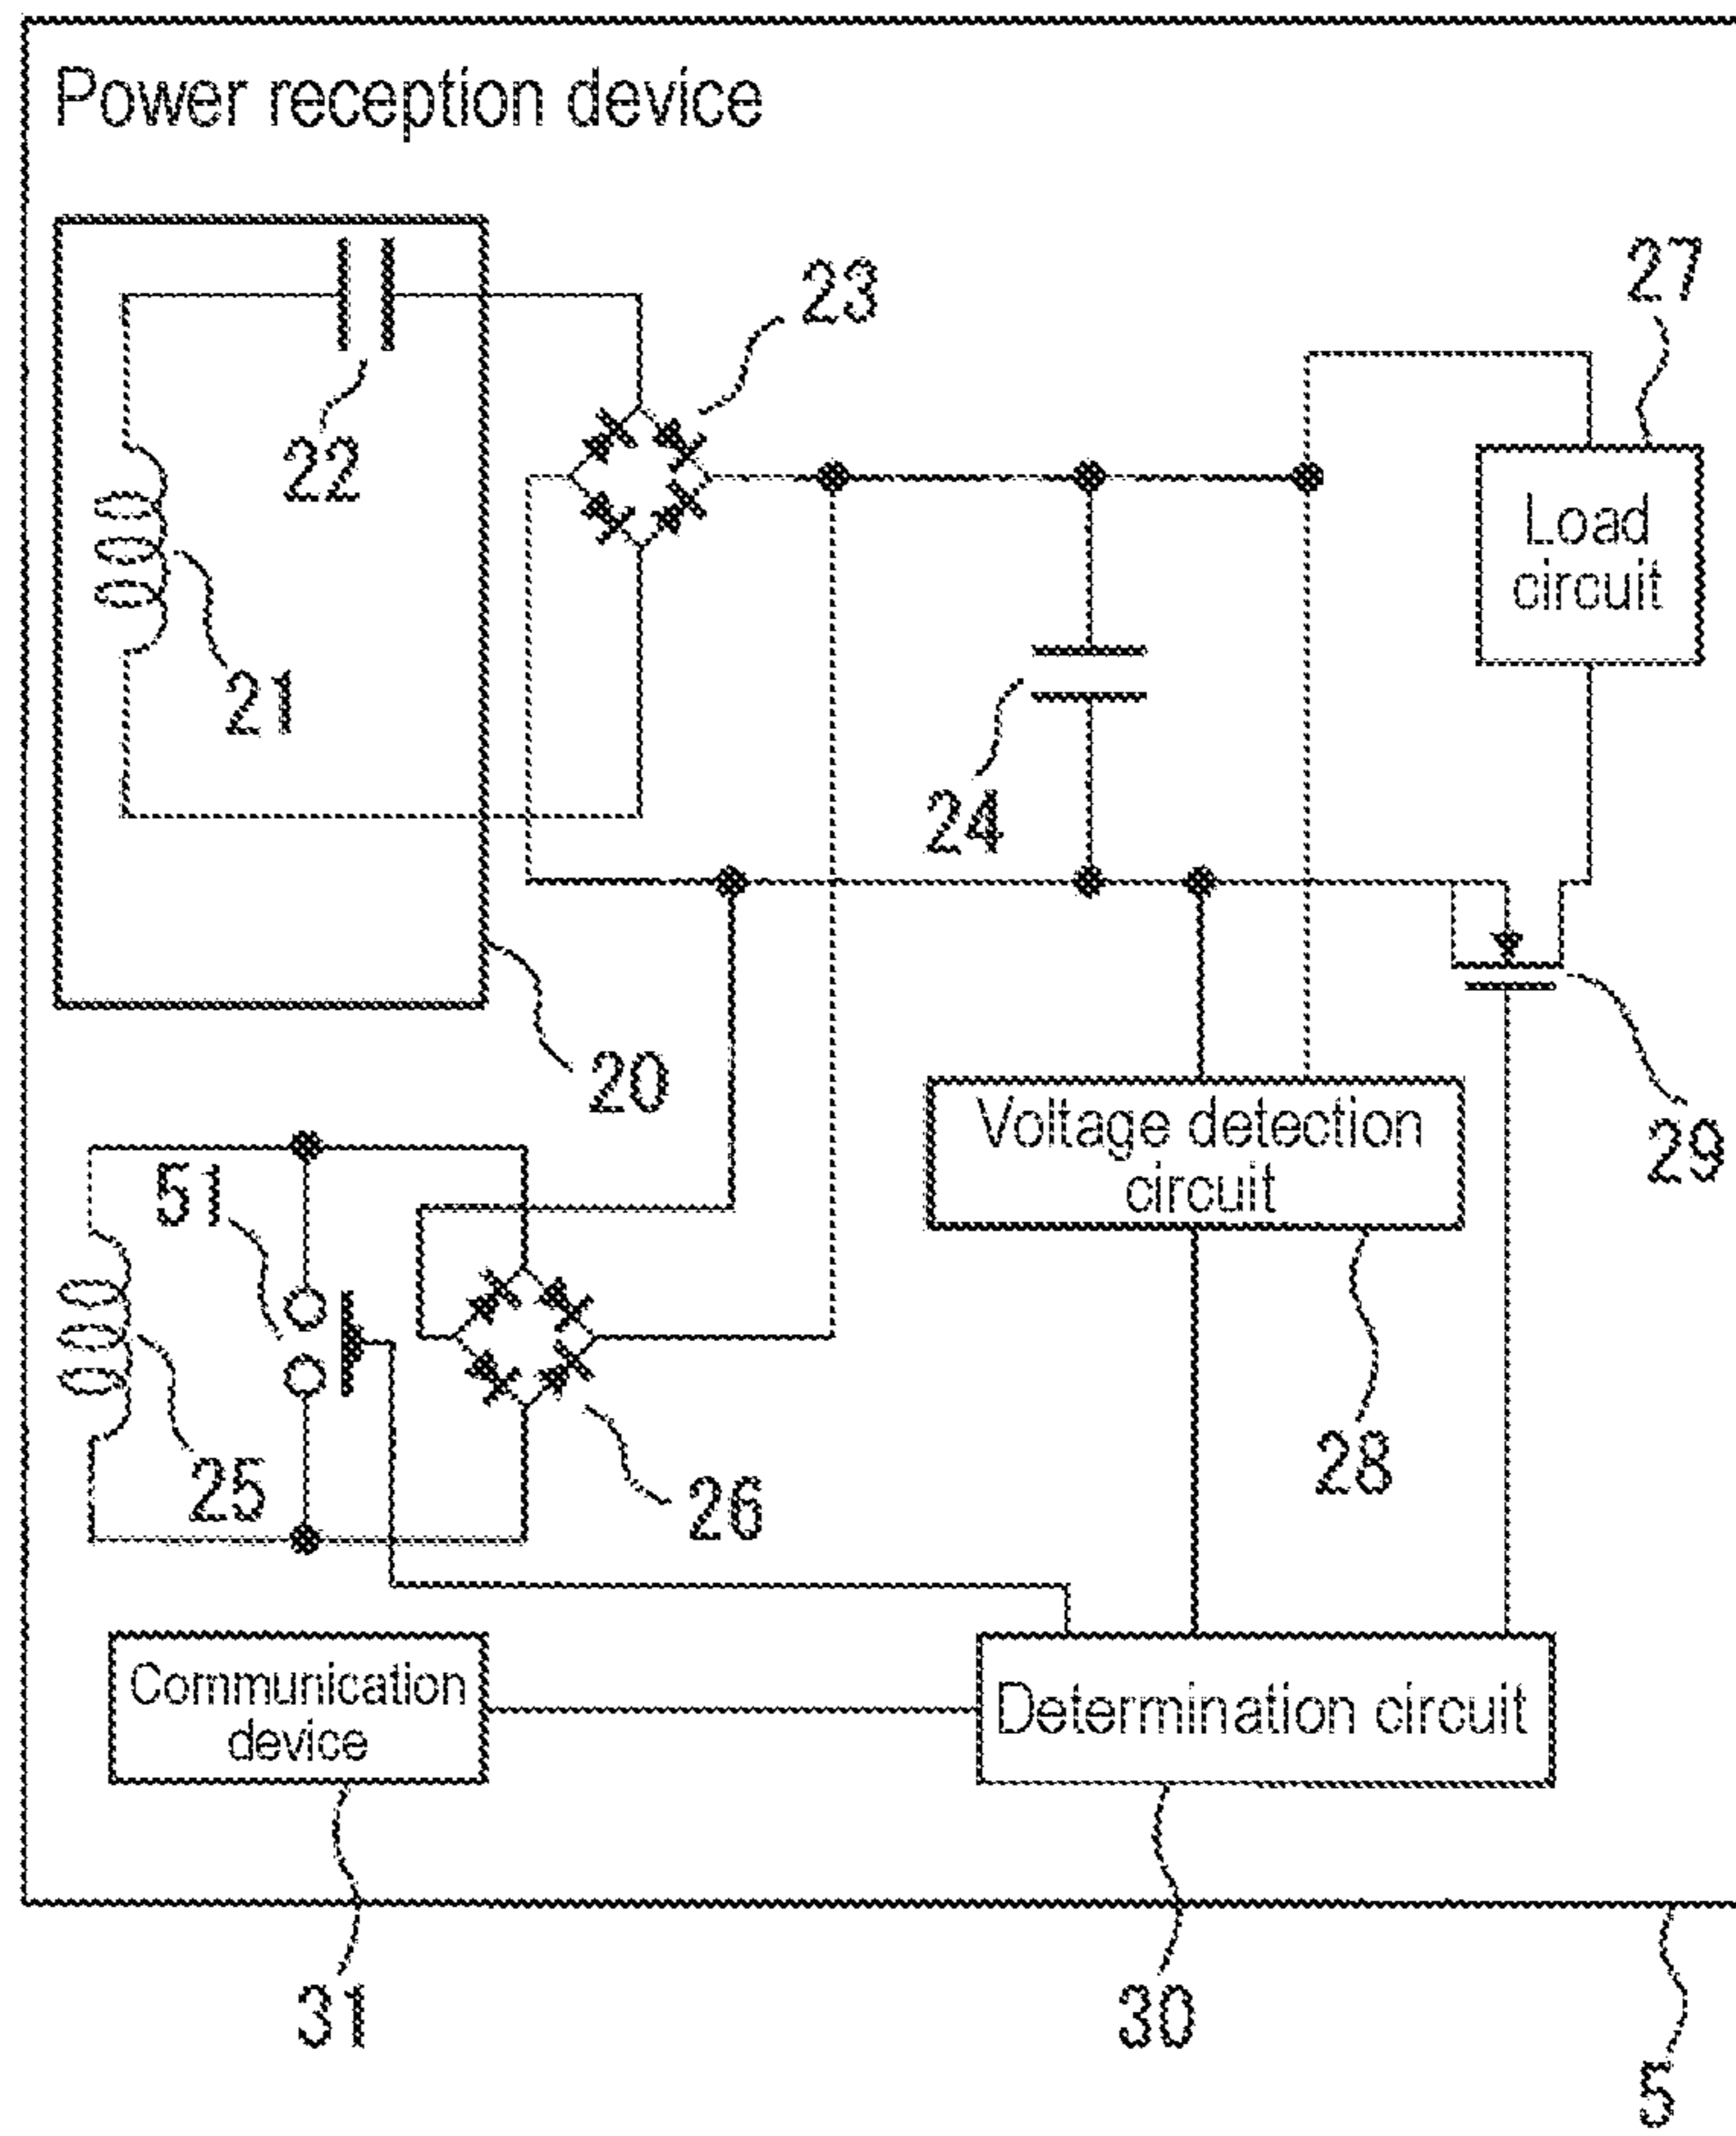 Power reception device
23
27
22
Load
circuit
21
24
20
Voltage detection
circuit
29
51
25
26
28
Communication
device
Determination circuit
31
30
5